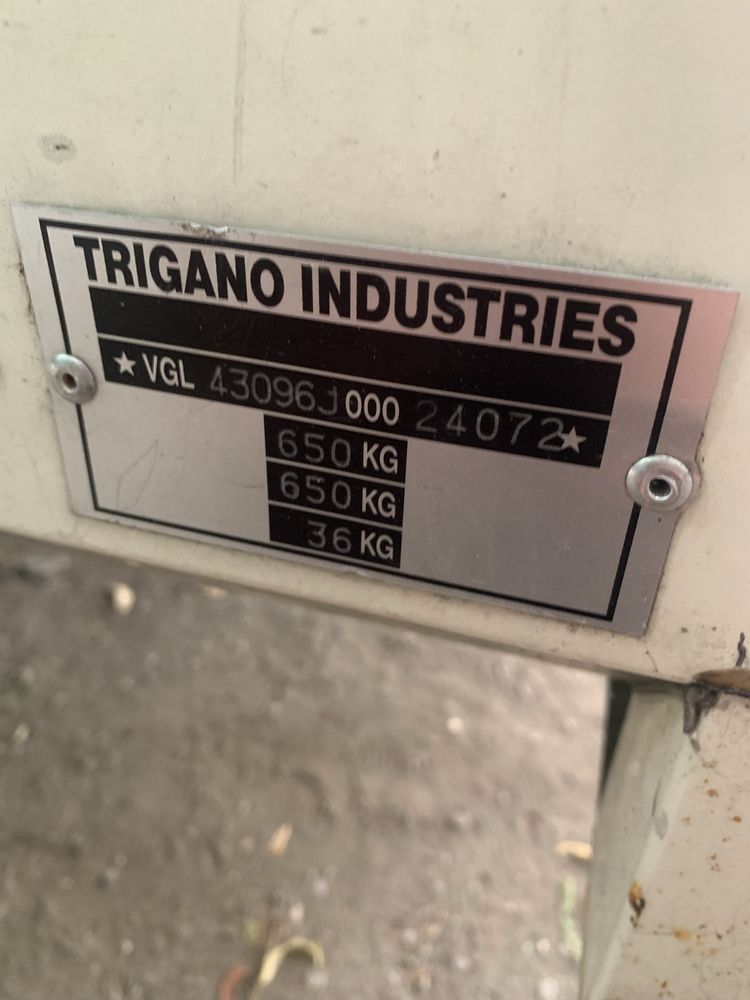 TRIGANO INDUSTRIES
★ VGL 43096J000 24072★
650 KG
650 KG
36 KG